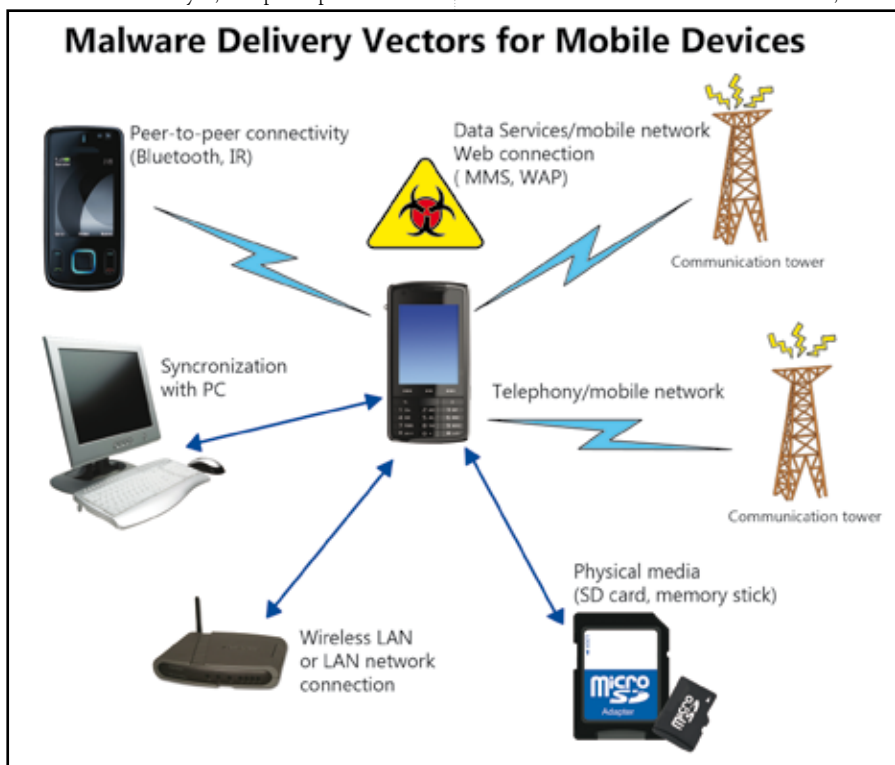 Malware Delivery Vectors for Mobile Devices
Peer-to-peer connectivity
(Bluetooth, IR)
Data Services/mobile network
Web connection
( MMS, WAP)
Communication tower
Syncronization
with PC
Telephony/mobile network
Communication tower
Physical media
(SD card, memory stick)
Wireless LAN
or LAN network
connection
micro
SD
Adapter
micro
SD